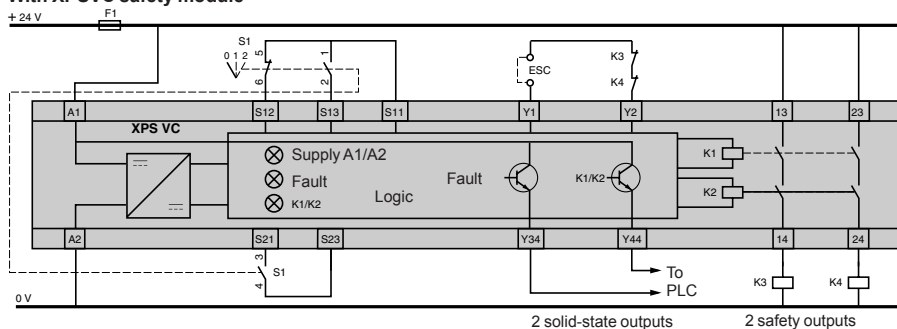 With XPSVC safety module
+ 24 V
F1
S1
0 1 2
5
6
1
2
ESC
K3
K4
A1
S12
S13
S11
Y1
Y2
13
23
XPS VC
Supply A1/A2
Fault
K1/K2
Logic
Fault
K1/K2
K1
K2
A2
S21
S23
Y34
Y44
14
24
3
4
S1
To
PLC
K3
K4
0 V
2 solid-state outputs
2 safety outputs